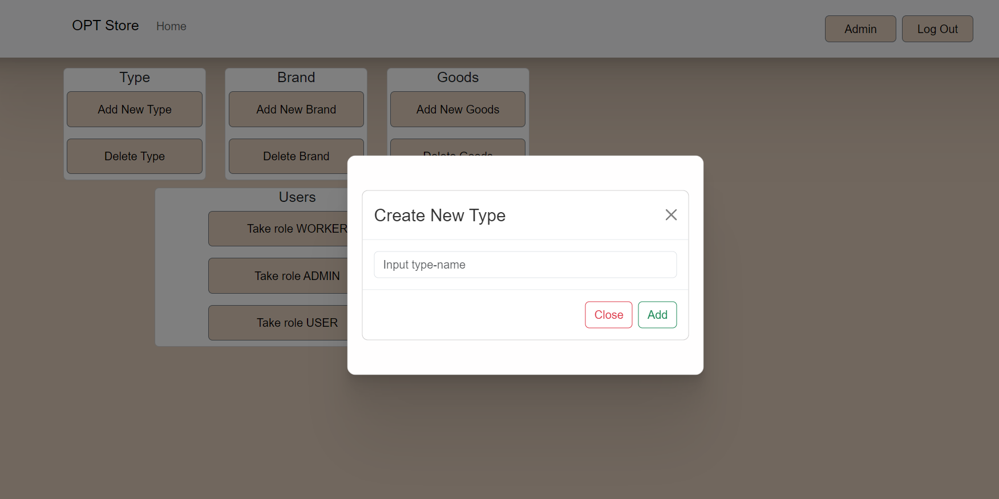 OPT Store Home Admin Log Out
Type Brand Goods
Add New Type Add New Brand Add New Goods
Delete Type Delete Brand Delete Goods
Users
Take role WORKER
Take role ADMIN
Take role USER
Create New Type
Input type-name
Close Add